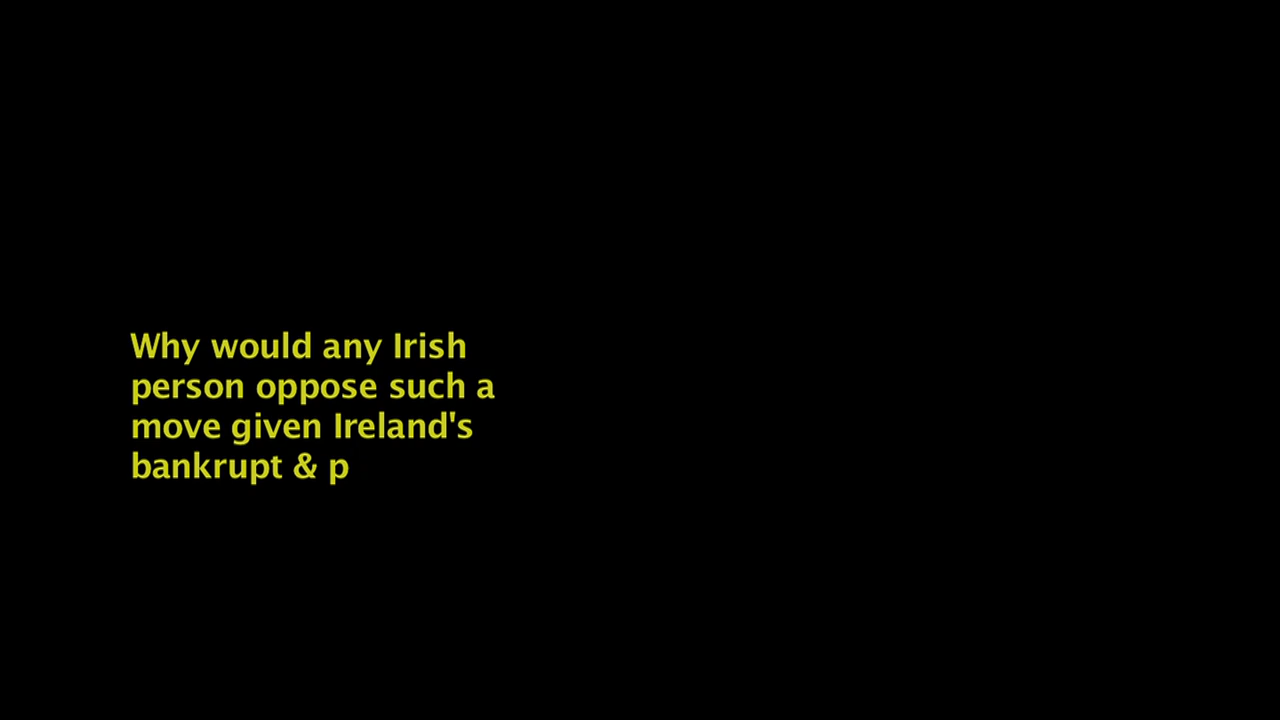 Why would any Irish
person oppose such a
move given Ireland's
bankrupt & p